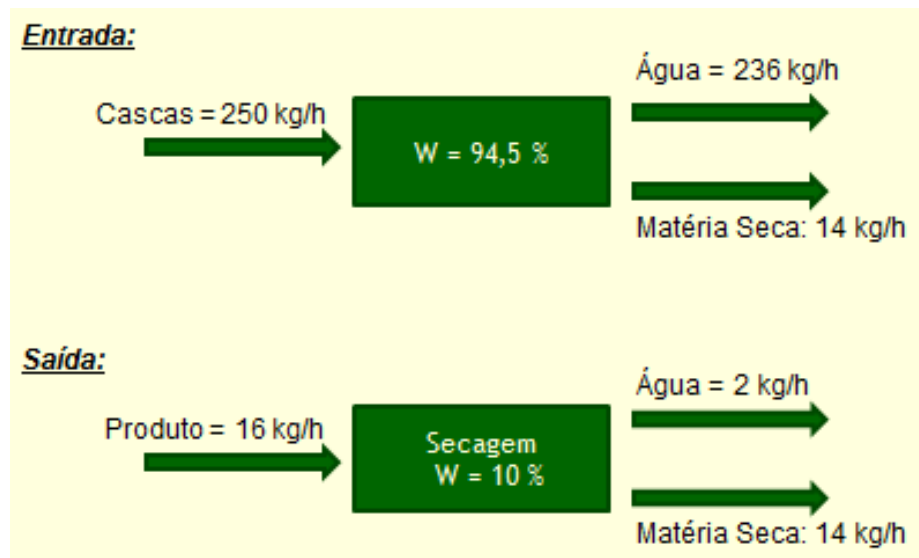 Entrada:
Água = 236 kg/h
Cascas = 250 kg/h
W = 94,5 %
Matéria Seca: 14 kg/h
Saída:
Água = 2 kg/h
Produto = 16 kg/h
Secagem
W = 10 %
Matéria Seca: 14 kg/h